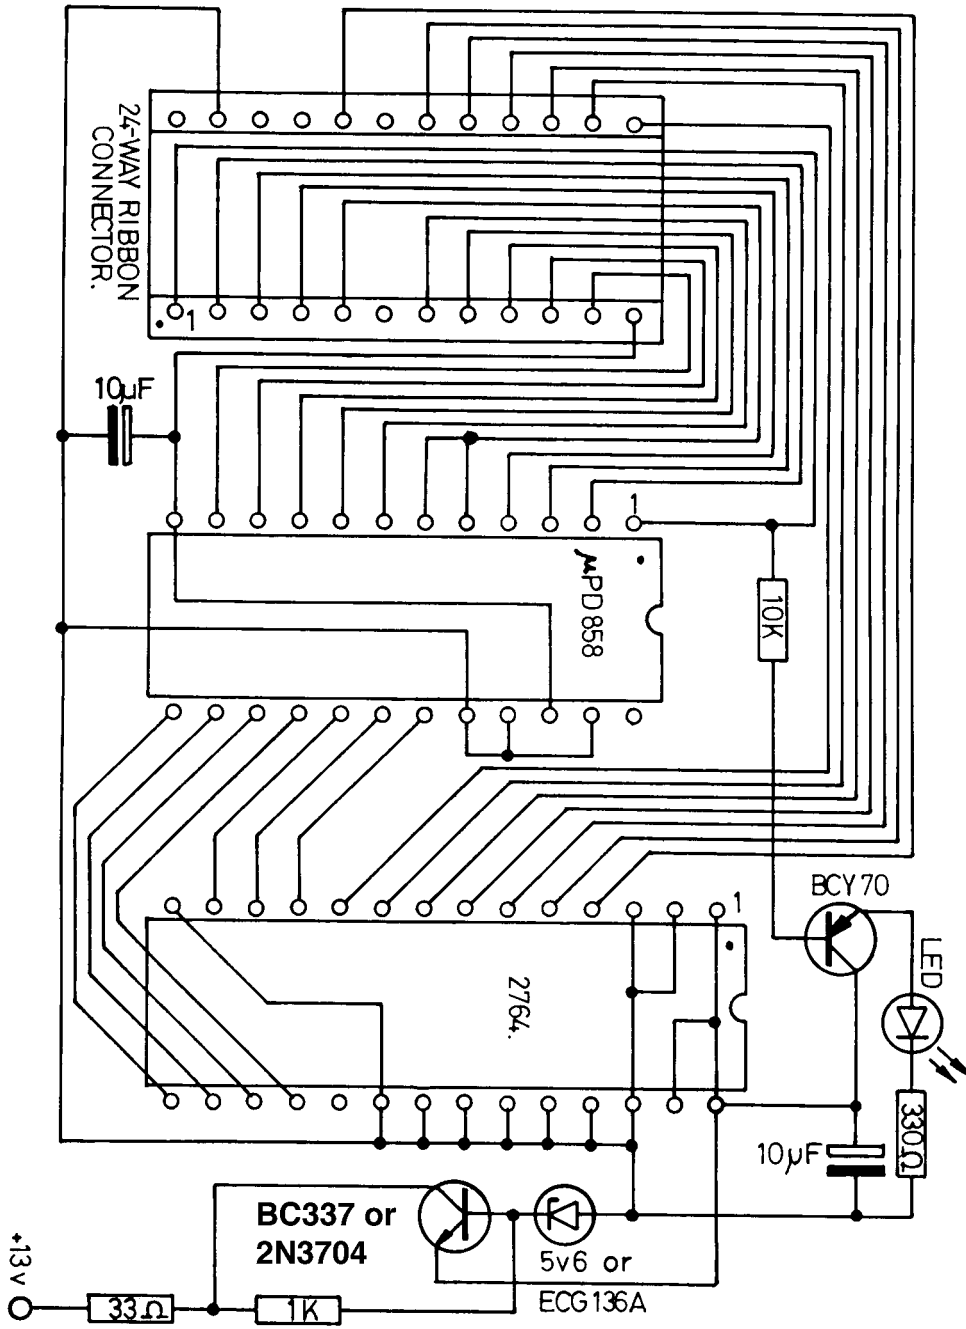 24-WAY RIBBON
CONNECTOR.
1
10µF
1
µPD858
10K
BCY70
LED
1
2764.
330Ω
10µF
BC337 or
2N3704
5v6 or
ECG136A
+13v
33Ω
1K